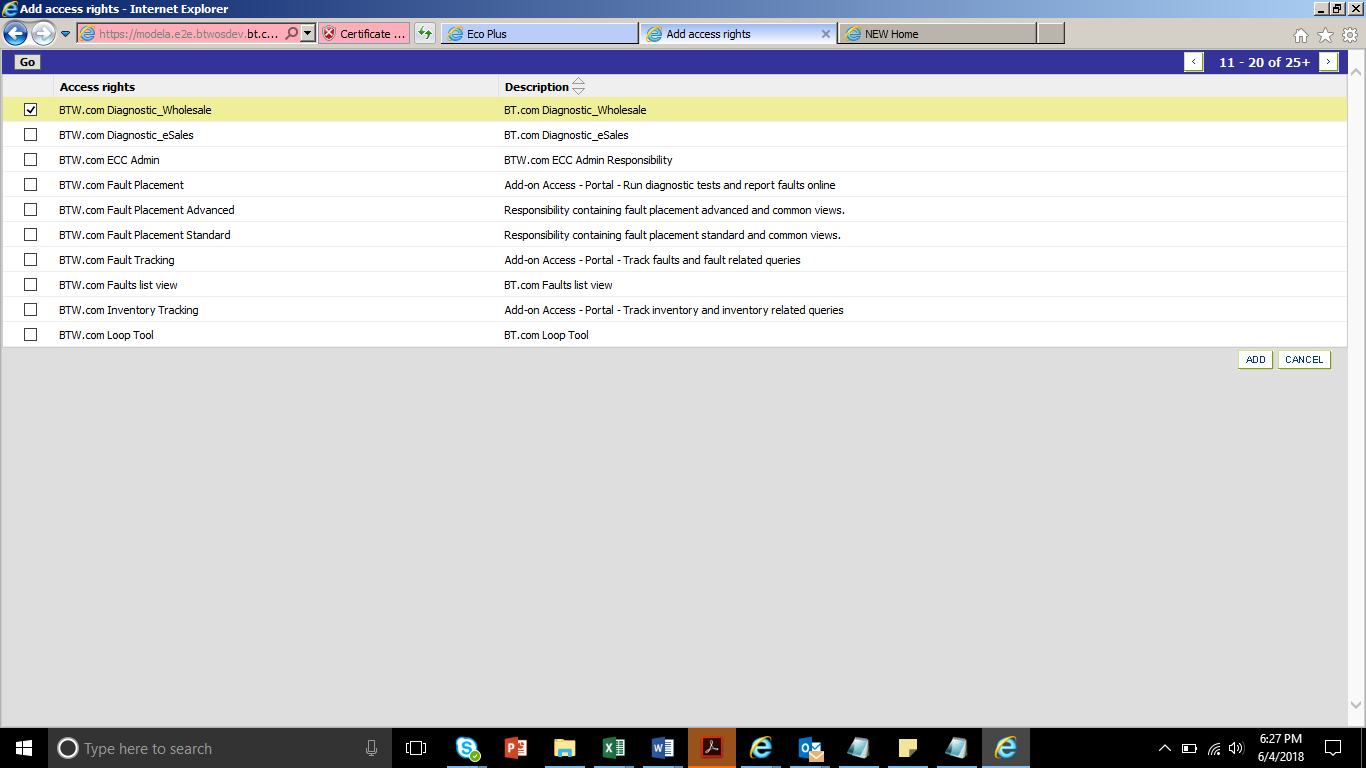 Add access rights - Internet Explorer
https://modela.e2e.btwosdev.bt.c... Certificate ... Eco Plus Add access rights NEW Home
Go 11 - 20 of 25+
Access rights Description
BTW.com Diagnostic_Wholesale BT.com Diagnostic_Wholesale
BTW.com Diagnostic_eSales BT.com Diagnostic_eSales
BTW.com ECC Admin BTW.com ECC Admin Responsibility
BTW.com Fault Placement Add-on Access - Portal - Run diagnostic tests and report faults online
BTW.com Fault Placement Advanced Responsibility containing fault placement advanced and common views.
BTW.com Fault Placement Standard Responsibility containing fault placement standard and common views.
BTW.com Fault Tracking Add-on Access - Portal - Track faults and fault related queries
BTW.com Faults list view BT.com Faults list view
BTW.com Inventory Tracking Add-on Access - Portal - Track inventory and inventory related queries
BTW.com Loop Tool BT.com Loop Tool
ADD CANCEL
Type here to search
6:27 PM
6/4/2018